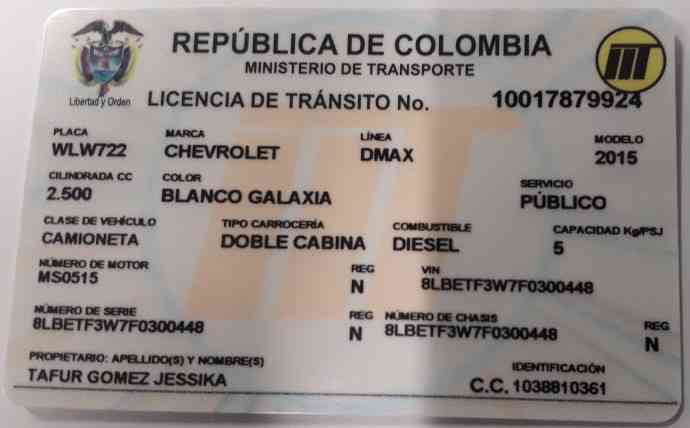 REPÚBLICA DE COLOMBIA
MINISTERIO DE TRANSPORTE
Libertad y Orden
LICENCIA DE TRÁNSITO No. 10017879924
PLACA MARCA LÍNEA MODELO
WLW722 CHEVROLET DMAX 2015
CILINDRADA CC COLOR SERVICIO
2.500 BLANCO GALAXIA PÚBLICO
CLASE DE VEHÍCULO TIPO CARROCERÍA COMBUSTIBLE CAPACIDAD Kg/PSJ
CAMIONETA DOBLE CABINA DIESEL 5
NÚMERO DE MOTOR REG VIN
MS0515 N 8LBETF3W7F0300448
NÚMERO DE SERIE REG NÚMERO DE CHASIS REG
8LBETF3W7F0300448 N 8LBETF3W7F0300448 N
PROPIETARIO: APELLIDO(S) Y NOMBRE(S) IDENTIFICACIÓN
TAFUR GOMEZ JESSIKA C.C. 1038810361